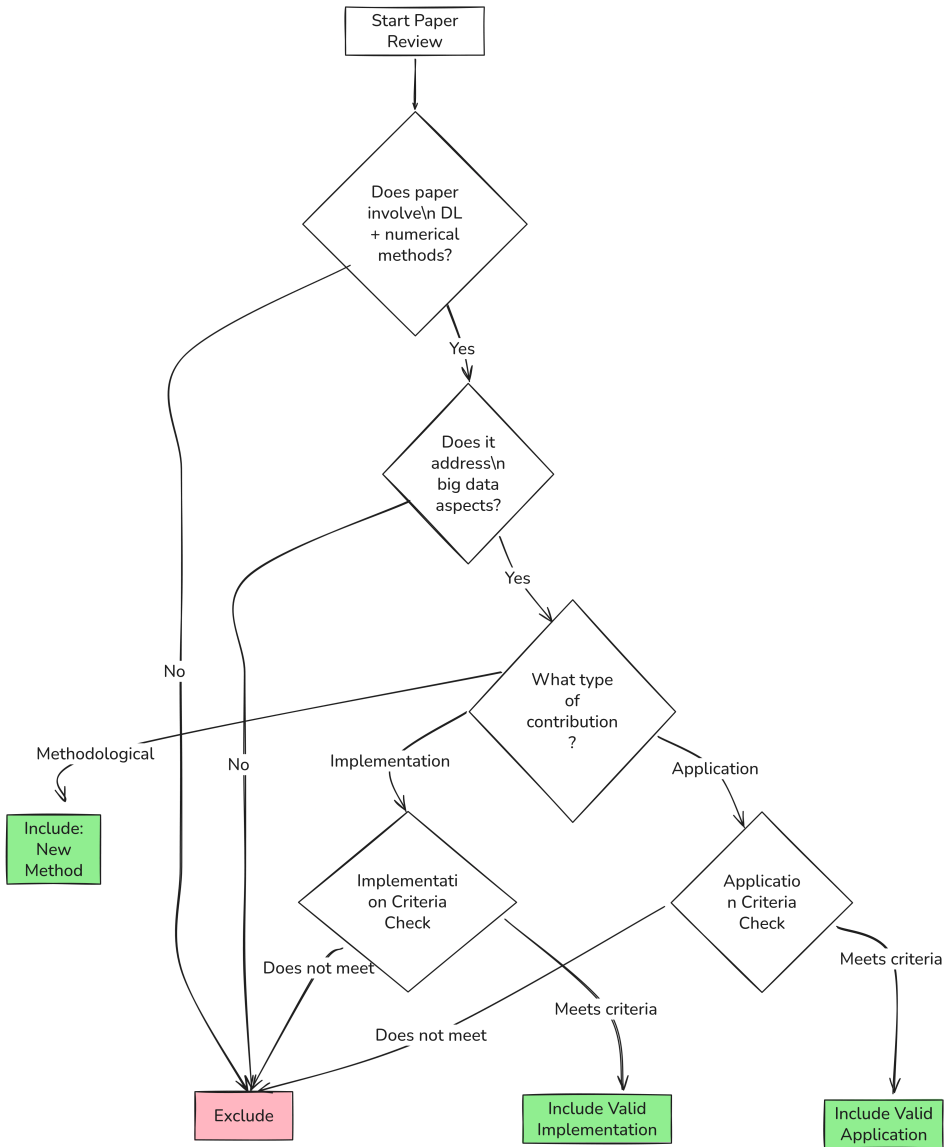 Start Paper
Review
Does paper
involve\n DL
+ numerical
methods?
Yes
Does it
address\n
big data
aspects?
Yes
No
What type
of
contribution
?
Methodological
No
Implementation
Application
Include:
New
Method
Implementati
on Criteria
Check
Applicatio
n Criteria
Check
Does not meet
Meets criteria
Meets criteria
Does not meet
Exclude
Include Valid
Implementation
Include Valid
Application